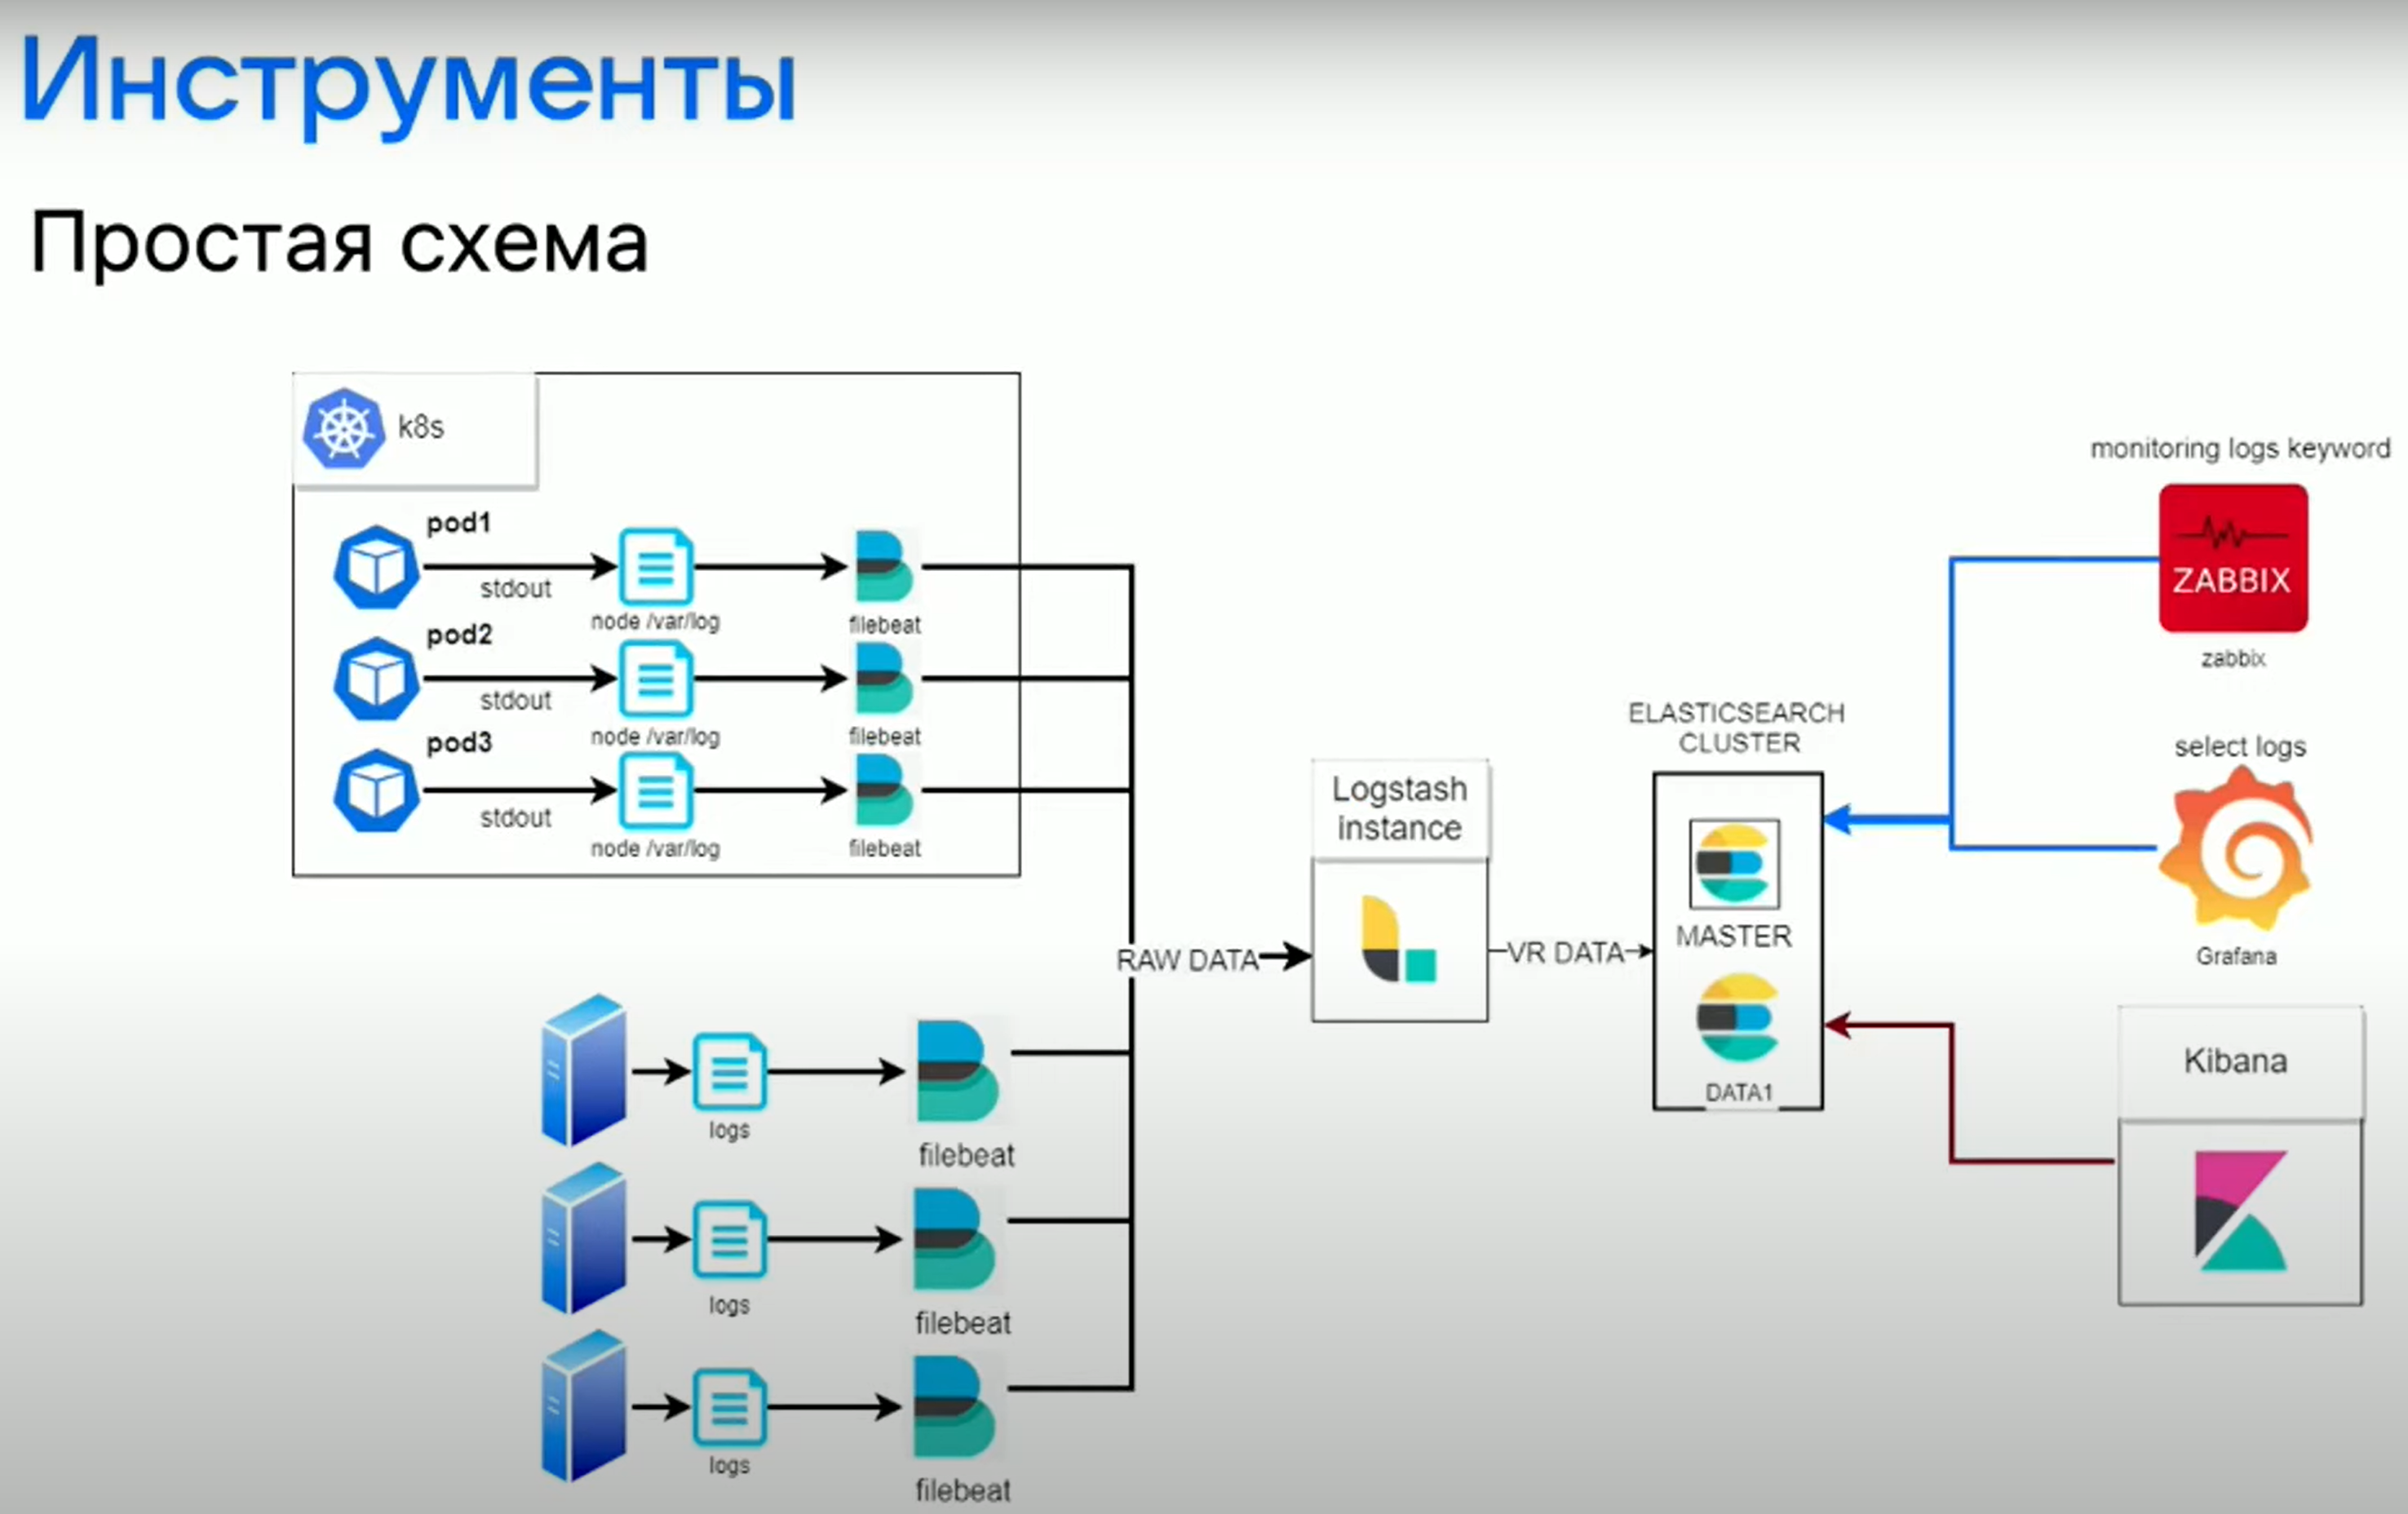 Инструменты
Простая схема
k8s
pod1
stdout
node /var/log
filebeat
pod2
stdout
node /var/log
filebeat
pod3
stdout
node /var/log
filebeat
logs
filebeat
logs
filebeat
logs
filebeat
RAW DATA
Logstash
instance
VR DATA
ELASTICSEARCH
CLUSTER
MASTER
DATA1
monitoring logs keyword
ZABBIX
zabbix
select logs
Grafana
Kibana